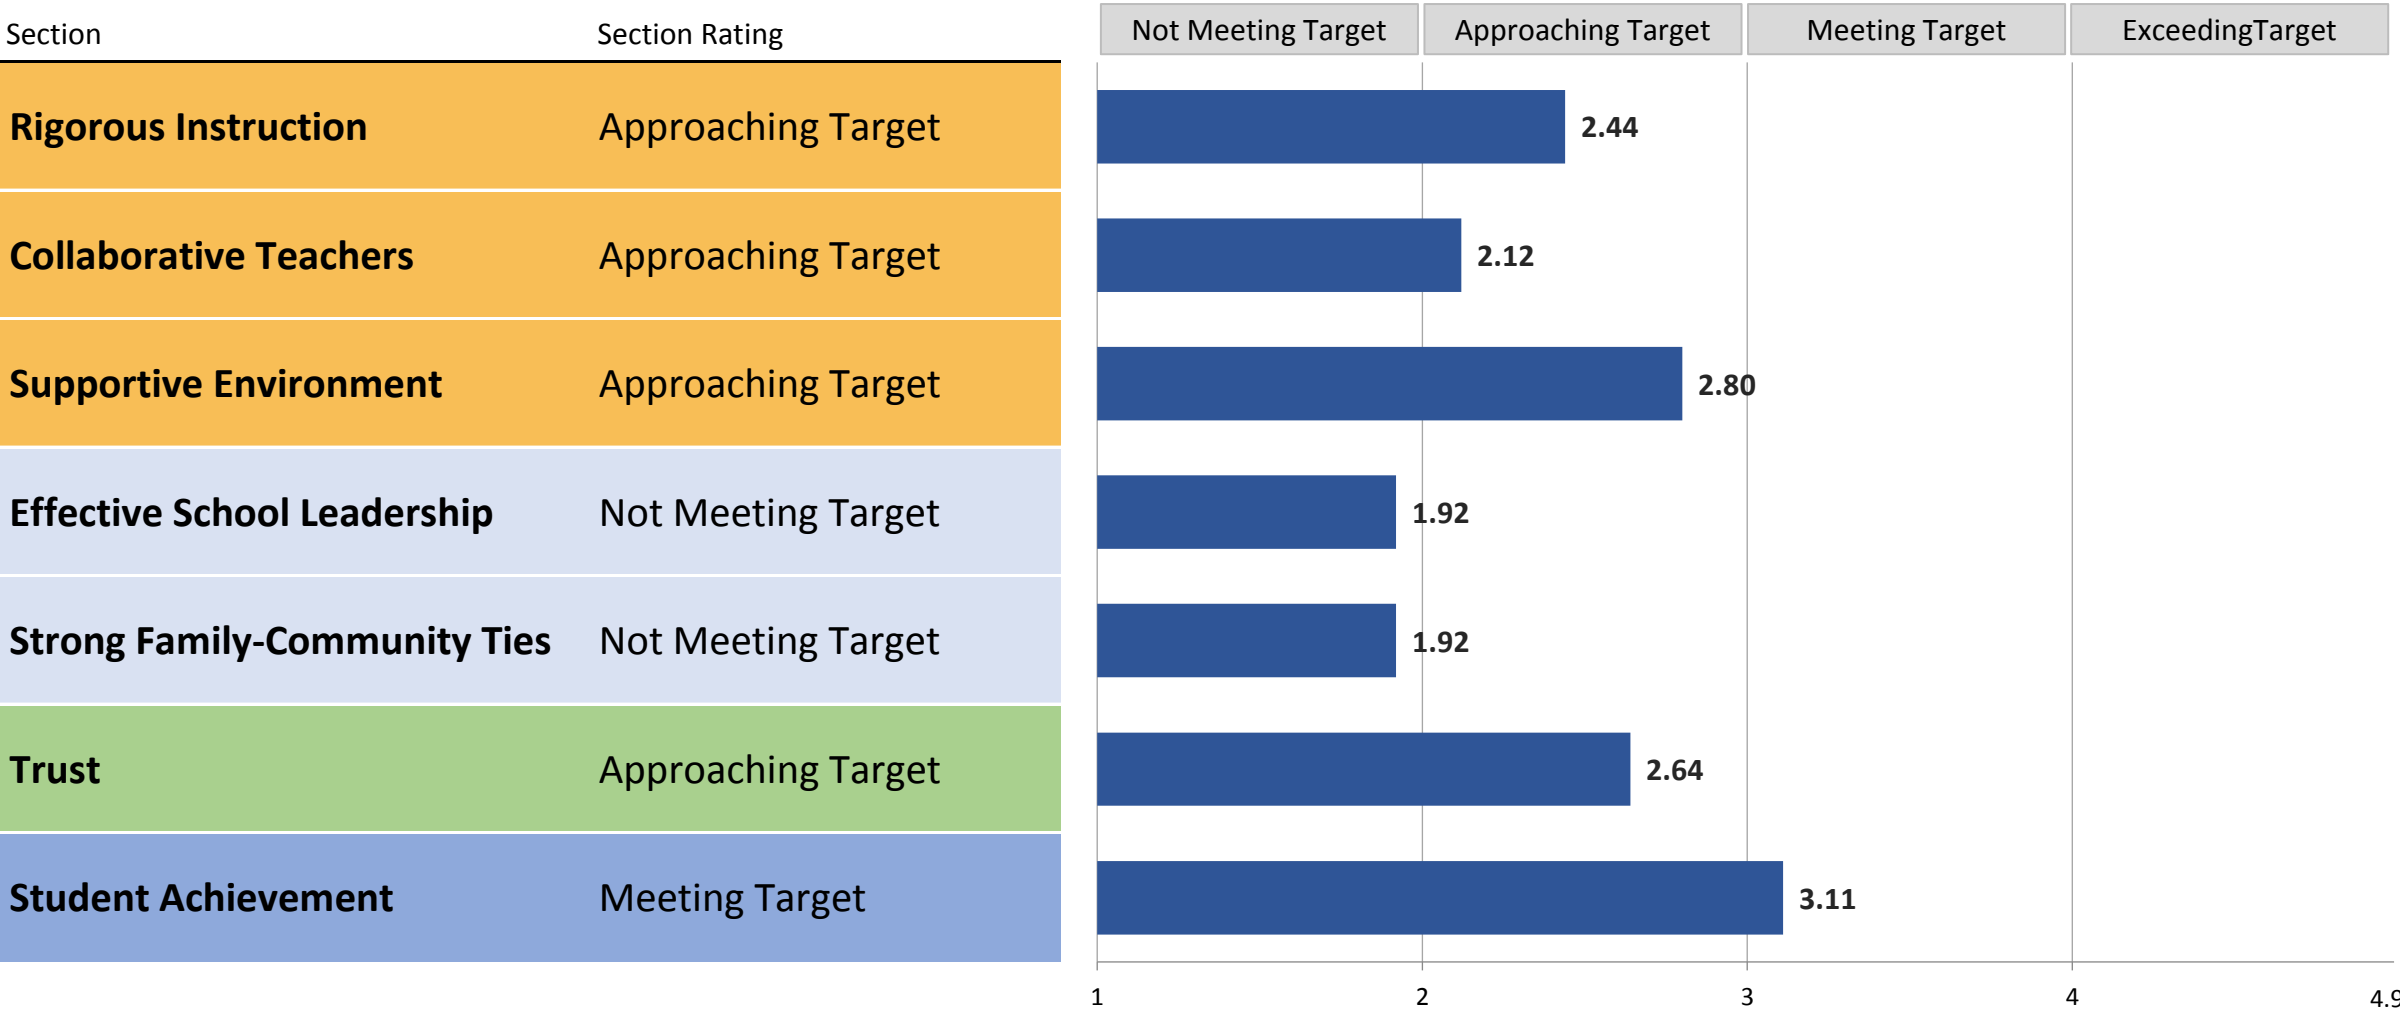 Section Section Rating Not Meeting Target Approaching Target Meeting Target ExceedingTarget
Rigorous Instruction Approaching Target 2.44
Collaborative Teachers Approaching Target 2.12
Supportive Environment Approaching Target 2.80
Effective School Leadership Not Meeting Target 1.92
Strong Family-Community Ties Not Meeting Target 1.92
Trust Approaching Target 2.64
Student Achievement Meeting Target 3.11
1 2 3 4 4.9